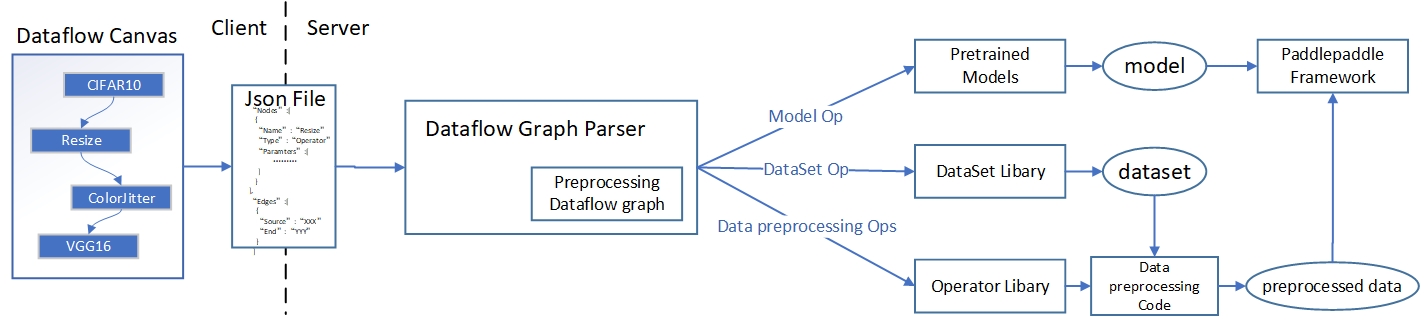 Dataflow Canvas
CIFAR10
Resize
ColorJitter
VGG16
Client
Server
Json File
"Nodes" :[
{
"Name" : "Resize"
"Type" : "Operator"
"Paramters" :[
.........
]
}
],
"Edges" :[
{
"Source" : "XXX"
"End" : "YYY"
}
]
Dataflow Graph Parser
Preprocessing
Dataflow graph
Model Op
DataSet Op
Data preprocessing Ops
Pretrained
Models
model
Paddlepaddle
Framework
DataSet Libary
dataset
Operator Libary
Data
preprocessing
Code
preprocessed data